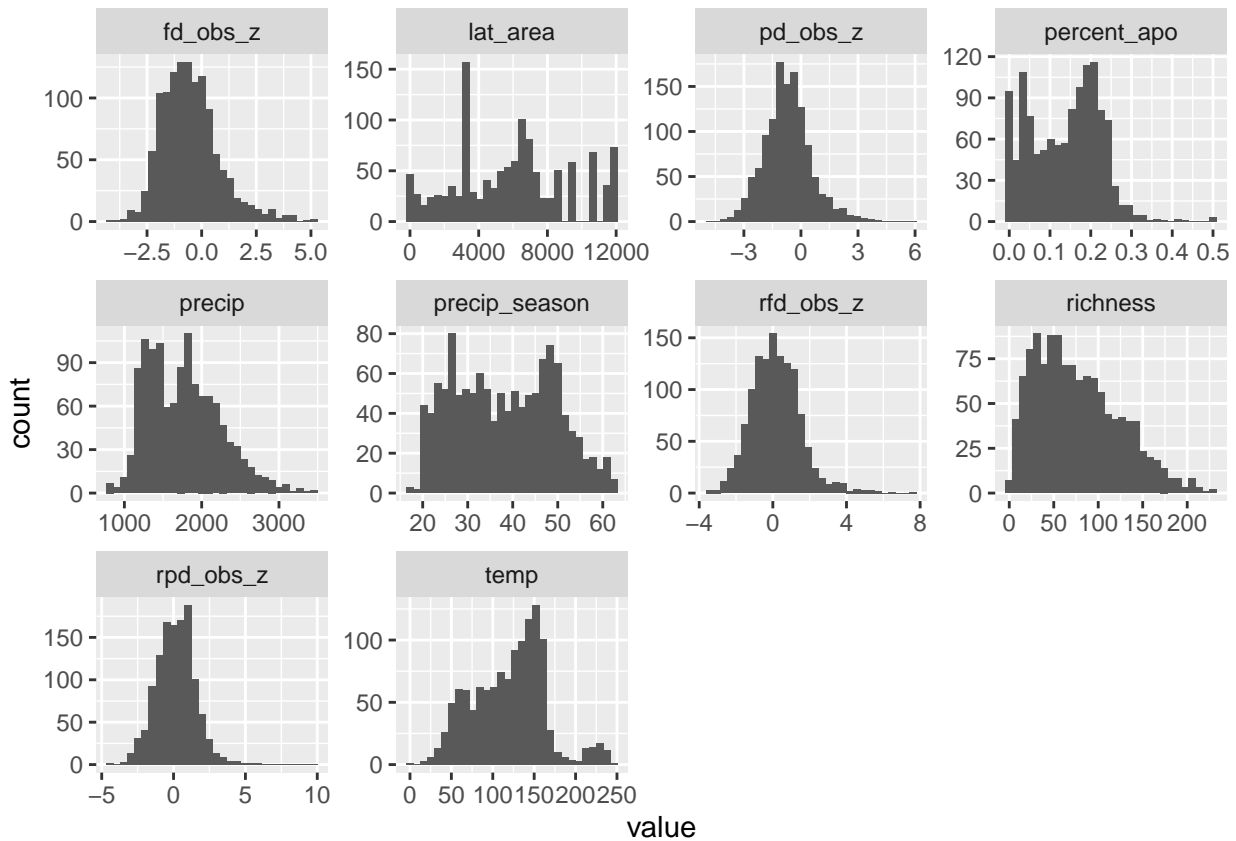 fd_obs_z lat_area pd_obs_z percent_apo
100
50
0
−2.5 0.0 2.5 5.0
150
100
50
0
0 4000 8000 12000
150
100
50
0
−3 0 3 6
120
90
60
30
0
0.0 0.1 0.2 0.3 0.4 0.5
precip precip_season rfd_obs_z richness
90
60
30
0
1000 2000 3000
80
60
40
20
0
20 30 40 50 60
150
100
50
0
−4 0 4 8
75
50
25
0
0 50 100 150 200
rpd_obs_z temp
150
100
50
0
−5 0 5 10
100
50
0
0 50 100 150 200 250
count
value